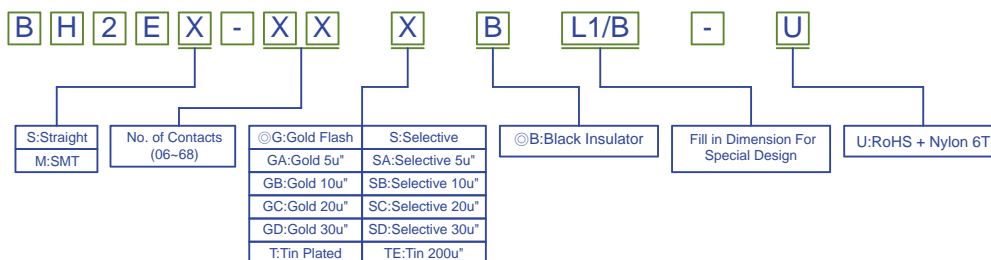 B H 2 E X - X X X B L1/B - U
S:Straight
M:SMT
No. of Contacts
(06~68)
◎G:Gold Flash S:Selective
GA:Gold 5u" SA:Selective 5u"
GB:Gold 10u" SB:Selective 10u"
GC:Gold 20u" SC:Selective 20u"
GD:Gold 30u" SD:Selective 30u"
T:Tin Plated TE:Tin 200u"
◎B:Black Insulator
Fill in Dimension For
Special Design
U:RoHS + Nylon 6T